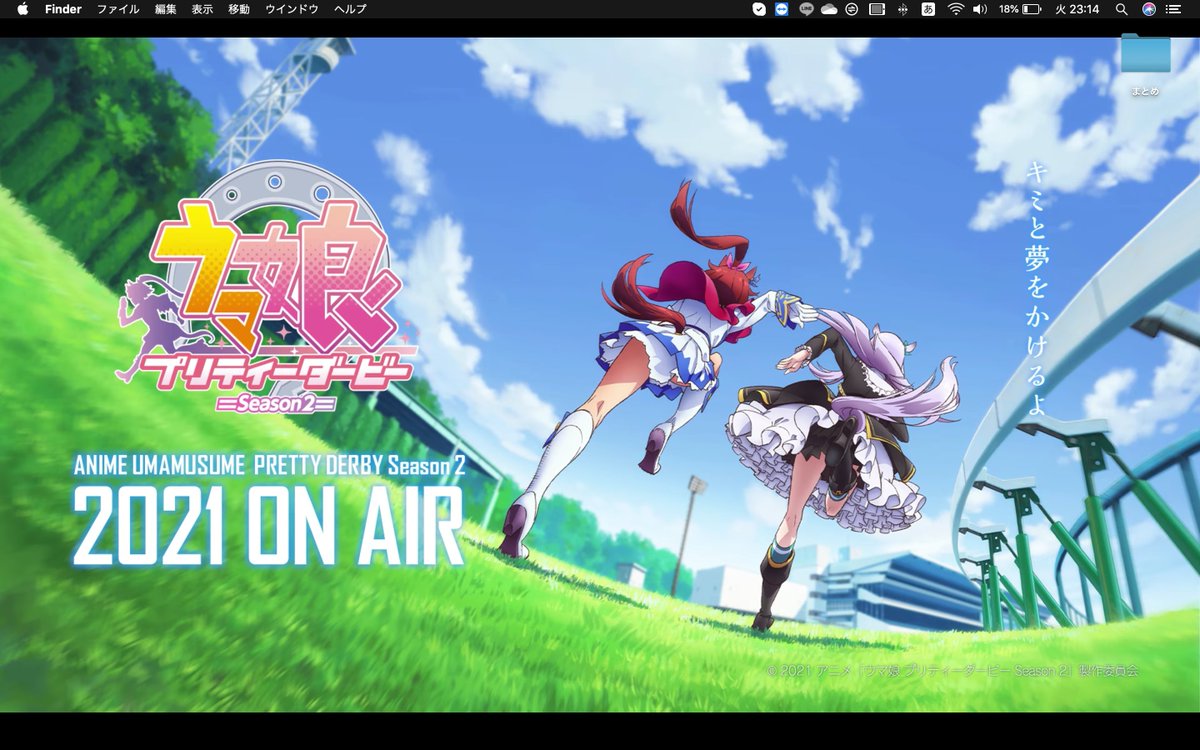 Finder ファイル 編集 表示 移動 ウインドウ ヘルプ
LINE あ 18% 火 23:14
まとめ
キミと夢をかけるよ
ウマ娘
プリティーダービー
Season2
ANIME UMAMUSUME PRETTY DERBY Season 2
2021 ON AIR
© 2021 アニメ「ウマ娘 プリティーダービー Season 2」製作委員会